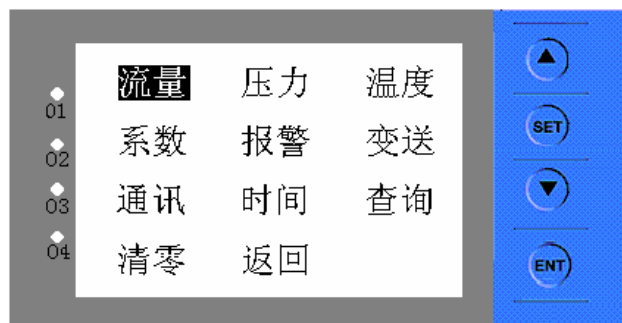 流量 压力 温度
01
系数 报警 变送
02
通讯 时间 查询
03
清零 返回
04
SET
ENT